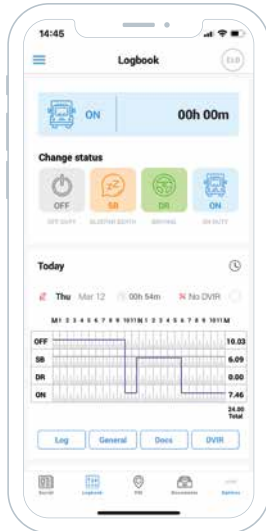 14:45
Logbook
ELD
ON 00h 00m
Change status
OFF SB DR ON
OFF DUTY SLEEPER BERTH DRIVING ON DUTY
Today
Thu Mar 12 00h 54m No DVIR
M 1 2 3 4 5 6 7 8 9 10 11 N 1 2 3 4 5 6 7 8 9 10 11 M
OFF 10.03
SB 6.09
DR 0.00
ON 7.46
24.00
Total
Log General Docs DVIR
Logbook Documents Options